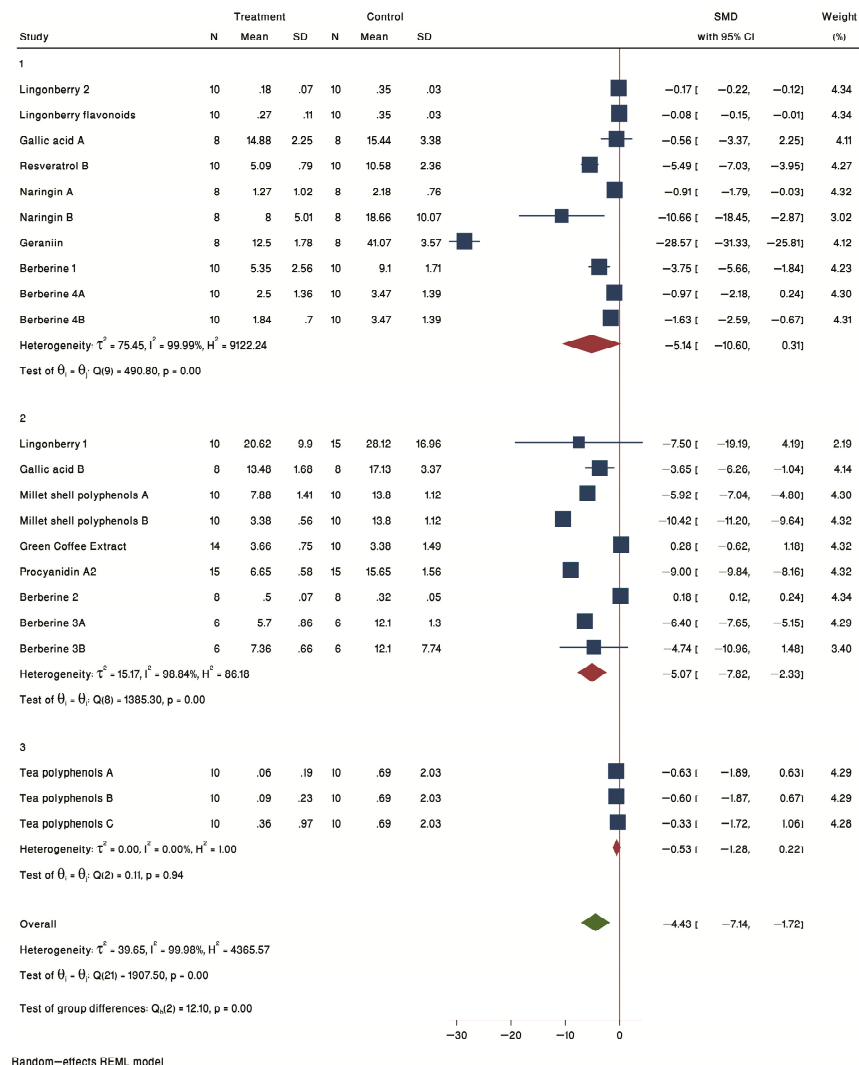 Treatment Control SMD Weight
Study N Mean SD N Mean SD with 95% CI (%)
1
Lingonberry 2 10 .18 .07 10 .35 .03 −0.17 [ −0.22, −0.12] 4.34
Lingonberry flavonoids 10 .27 .11 10 .35 .03 −0.08 [ −0.15, −0.01] 4.34
Gallic acid A 8 14.88 2.25 8 15.44 3.38 −0.56 [ −3.37, 2.25] 4.11
Resveratrol B 10 5.09 .79 10 10.58 2.36 −5.49 [ −7.03, −3.95] 4.27
Naringin A 8 1.27 1.02 8 2.18 .76 −0.91 [ −1.79, −0.03] 4.32
Naringin B 8 8 5.01 8 18.66 10.07 −10.66 [ −18.45, −2.87] 3.02
Geraniin 8 12.5 1.78 8 41.07 3.57 −28.57 [ −31.33, −25.81] 4.12
Berberine 1 10 5.35 2.56 10 9.1 1.71 −3.75 [ −5.66, −1.84] 4.23
Berberine 4A 10 2.5 1.36 10 3.47 1.39 −0.97 [ −2.18, 0.24] 4.30
Berberine 4B 10 1.84 .7 10 3.47 1.39 −1.63 [ −2.59, −0.67] 4.31
Heterogeneity: τ² = 75.45, I² = 99.99%, H² = 9122.24 −5.14 [ −10.60, 0.31]
Test of θᵢ = θⱼ: Q(9) = 490.80, p = 0.00
2
Lingonberry 1 10 20.62 9.9 15 28.12 16.96 −7.50 [ −19.19, 4.19] 2.19
Gallic acid B 8 13.48 1.68 8 17.13 3.37 −3.65 [ −6.26, −1.04] 4.14
Millet shell polyphenols A 10 7.88 1.41 10 13.8 1.12 −5.92 [ −7.04, −4.80] 4.30
Millet shell polyphenols B 10 3.38 .56 10 13.8 1.12 −10.42 [ −11.20, −9.64] 4.32
Green Coffee Extract 14 3.66 .75 10 3.38 1.49 0.28 [ −0.62, 1.18] 4.32
Procyanidin A2 15 6.65 .58 15 15.65 1.56 −9.00 [ −9.84, −8.16] 4.32
Berberine 2 8 .5 .07 8 .32 .05 0.18 [ 0.12, 0.24] 4.34
Berberine 3A 6 5.7 .86 6 12.1 1.3 −6.40 [ −7.65, −5.15] 4.29
Berberine 3B 6 7.36 .66 6 12.1 7.74 −4.74 [ −10.96, 1.48] 3.40
Heterogeneity: τ² = 15.17, I² = 98.84%, H² = 86.18 −5.07 [ −7.82, −2.33]
Test of θᵢ = θⱼ: Q(8) = 1385.30, p = 0.00
3
Tea polyphenols A 10 .06 .19 10 .69 2.03 −0.63 [ −1.89, 0.63] 4.29
Tea polyphenols B 10 .09 .23 10 .69 2.03 −0.60 [ −1.87, 0.67] 4.29
Tea polyphenols C 10 .36 .97 10 .69 2.03 −0.33 [ −1.72, 1.06] 4.28
Heterogeneity: τ² = 0.00, I² = 0.00%, H² = 1.00 −0.53 [ −1.28, 0.22]
Test of θᵢ = θⱼ: Q(2) = 0.11, p = 0.94
Overall −4.43 [ −7.14, −1.72]
Heterogeneity: τ² = 39.65, I² = 99.98%, H² = 4365.57
Test of θᵢ = θⱼ: Q(21) = 1907.50, p = 0.00
Test of group differences: Q_b(2) = 12.10, p = 0.00
−30 −20 −10 0
Random−effects REML model